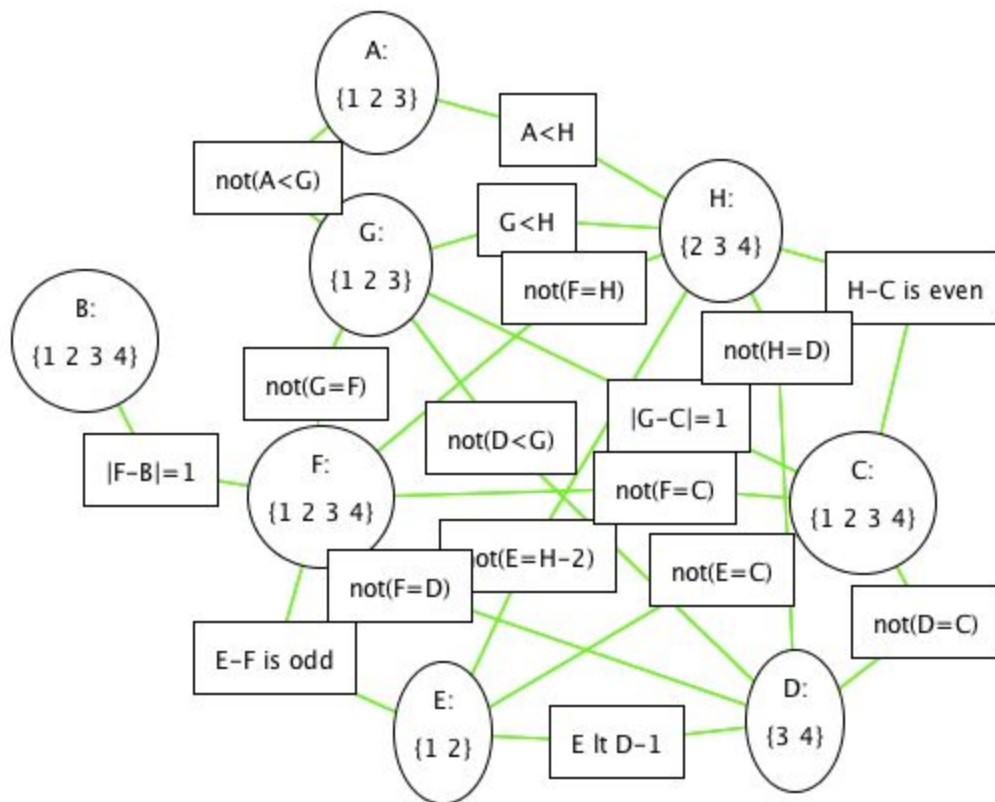 A:
{1 2 3}
A<H
not(A<G)
H:
{2 3 4}
G:
{1 2 3}
G<H
not(F=H)
H-C is even
B:
{1 2 3 4}
not(H=D)
not(G=F)
|G-C|=1
not(D<G)
|F-B|=1
F:
{1 2 3 4}
not(F=C)
C:
{1 2 3 4}
not(E=H-2)
not(E=C)
not(F=D)
not(D=C)
E-F is odd
E:
{1 2}
E lt D-1
D:
{3 4}